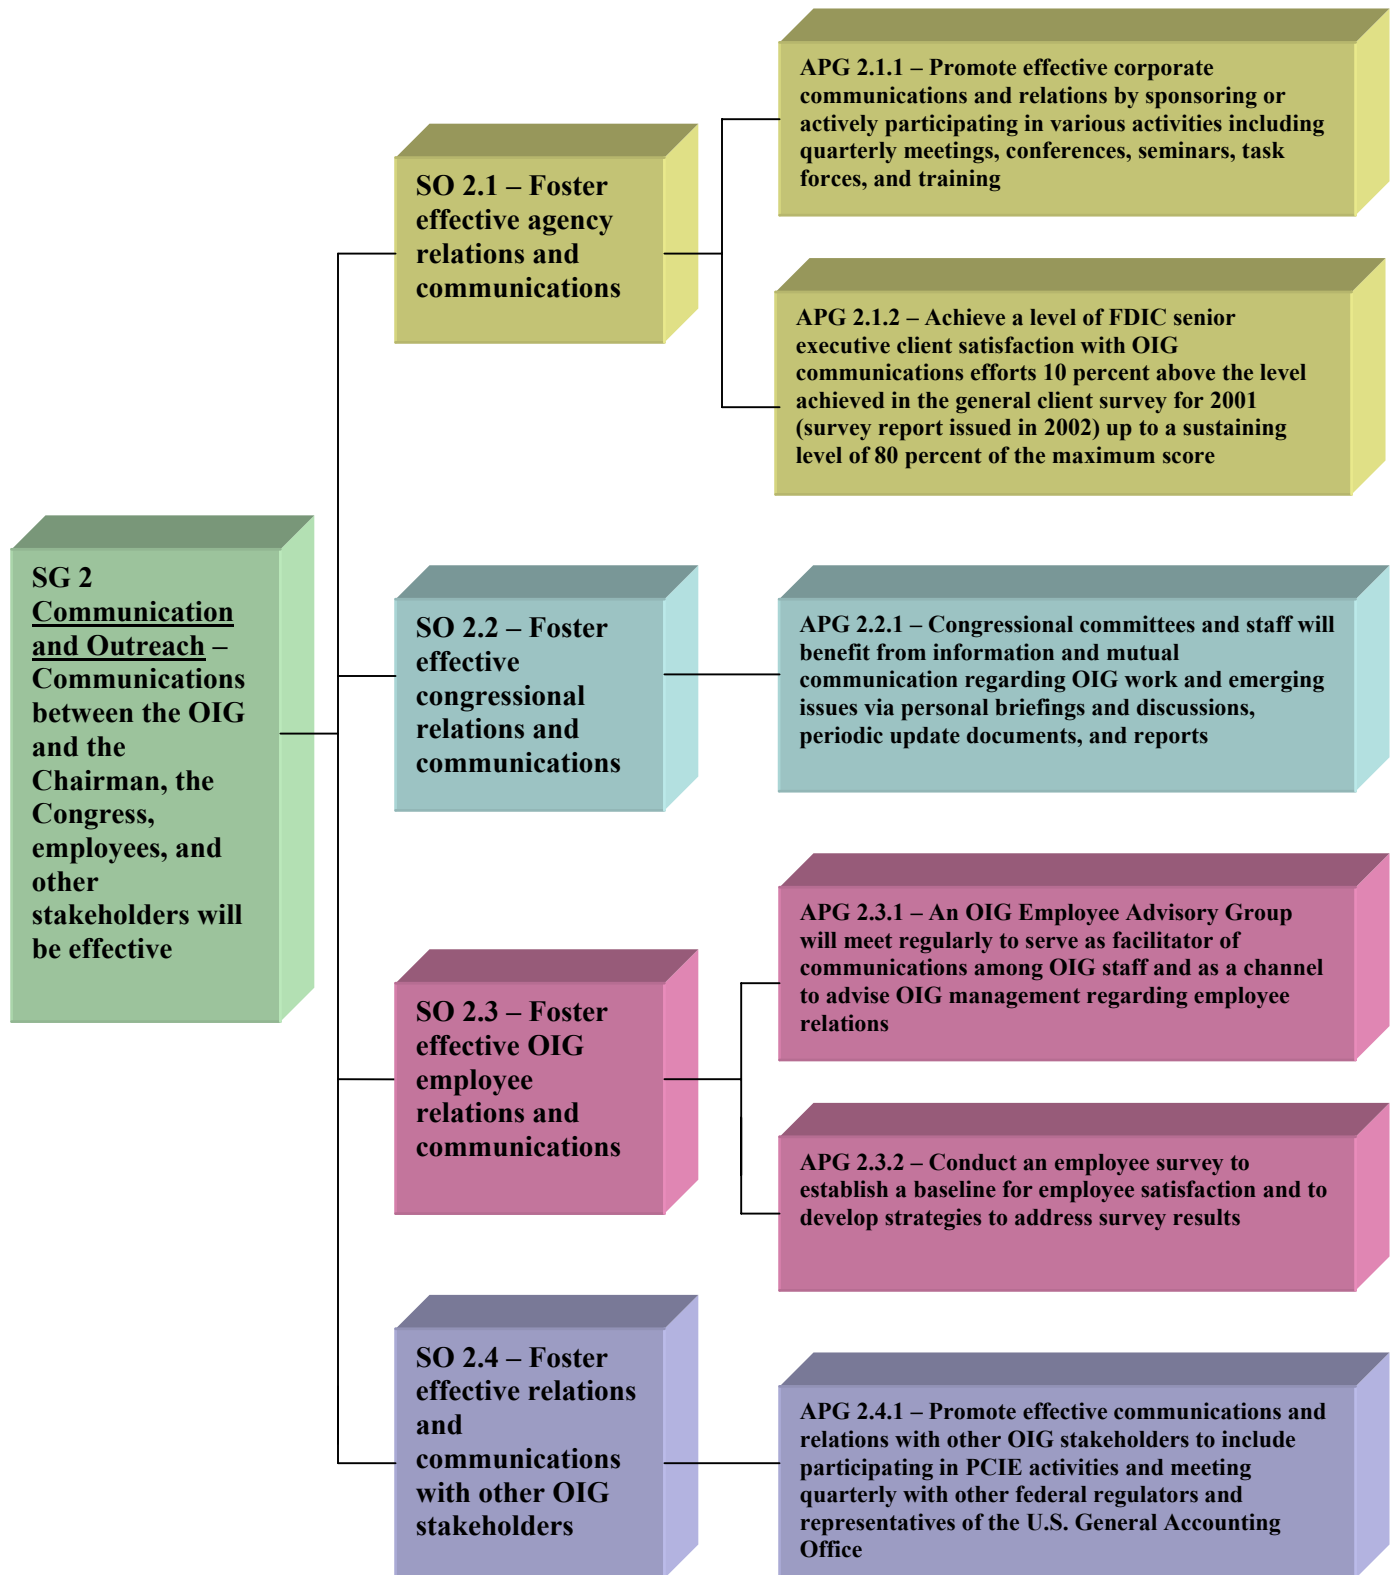 SG 2
Communication
and Outreach –
Communications
between the OIG
and the
Chairman, the
Congress,
employees, and
other
stakeholders will
be effective
SO 2.1 – Foster
effective agency
relations and
communications
APG 2.1.1 – Promote effective corporate
communications and relations by sponsoring or
actively participating in various activities including
quarterly meetings, conferences, seminars, task
forces, and training
APG 2.1.2 – Achieve a level of FDIC senior
executive client satisfaction with OIG
communications efforts 10 percent above the level
achieved in the general client survey for 2001
(survey report issued in 2002) up to a sustaining
level of 80 percent of the maximum score
SO 2.2 – Foster
effective
congressional
relations and
communications
APG 2.2.1 – Congressional committees and staff will
benefit from information and mutual
communication regarding OIG work and emerging
issues via personal briefings and discussions,
periodic update documents, and reports
SO 2.3 – Foster
effective OIG
employee
relations and
communications
APG 2.3.1 – An OIG Employee Advisory Group
will meet regularly to serve as facilitator of
communications among OIG staff and as a channel
to advise OIG management regarding employee
relations
APG 2.3.2 – Conduct an employee survey to
establish a baseline for employee satisfaction and to
develop strategies to address survey results
SO 2.4 – Foster
effective relations
and
communications
with other OIG
stakeholders
APG 2.4.1 – Promote effective communications and
relations with other OIG stakeholders to include
participating in PCIE activities and meeting
quarterly with other federal regulators and
representatives of the U.S. General Accounting
Office